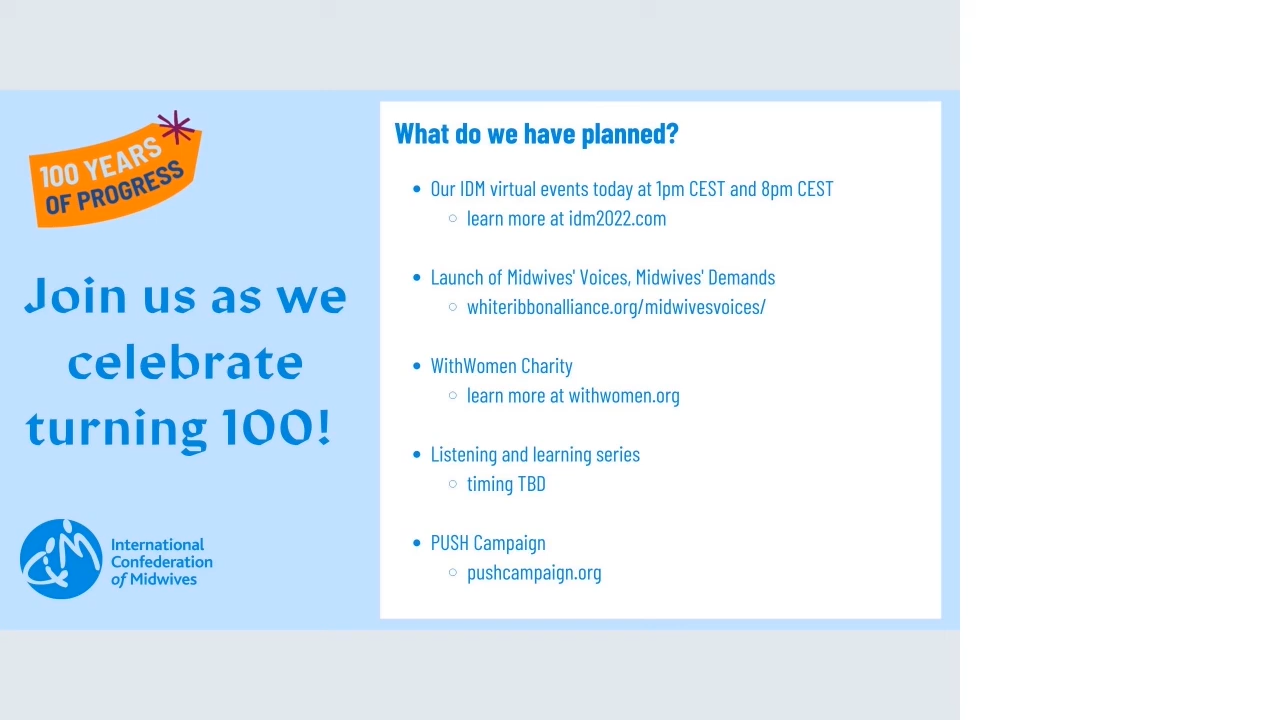 100 YEARS
OF PROGRESS
Join us as we
celebrate
turning 100!
International
Confederation
of Midwives
What do we have planned?
• Our IDM virtual events today at 1pm CEST and 8pm CEST
○ learn more at idm2022.com
• Launch of Midwives' Voices, Midwives' Demands
○ whiteribbonalliance.org/midwivesvoices/
• WithWomen Charity
○ learn more at withwomen.org
• Listening and learning series
○ timing TBD
• PUSH Campaign
○ pushcampaign.org